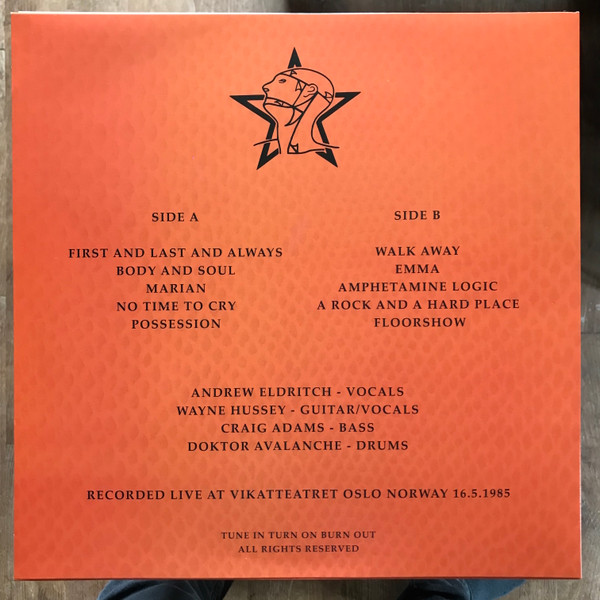 SIDE A
FIRST AND LAST AND ALWAYS
BODY AND SOUL
MARIAN
NO TIME TO CRY
POSSESSION
SIDE B
WALK AWAY
EMMA
AMPHETAMINE LOGIC
A ROCK AND A HARD PLACE
FLOORSHOW
ANDREW ELDRITCH - VOCALS
WAYNE HUSSEY - GUITAR/VOCALS
CRAIG ADAMS - BASS
DOKTOR AVALANCHE - DRUMS
RECORDED LIVE AT VIKATTEATRET OSLO NORWAY 16.5.1985
TUNE IN TURN ON BURN OUT
ALL RIGHTS RESERVED